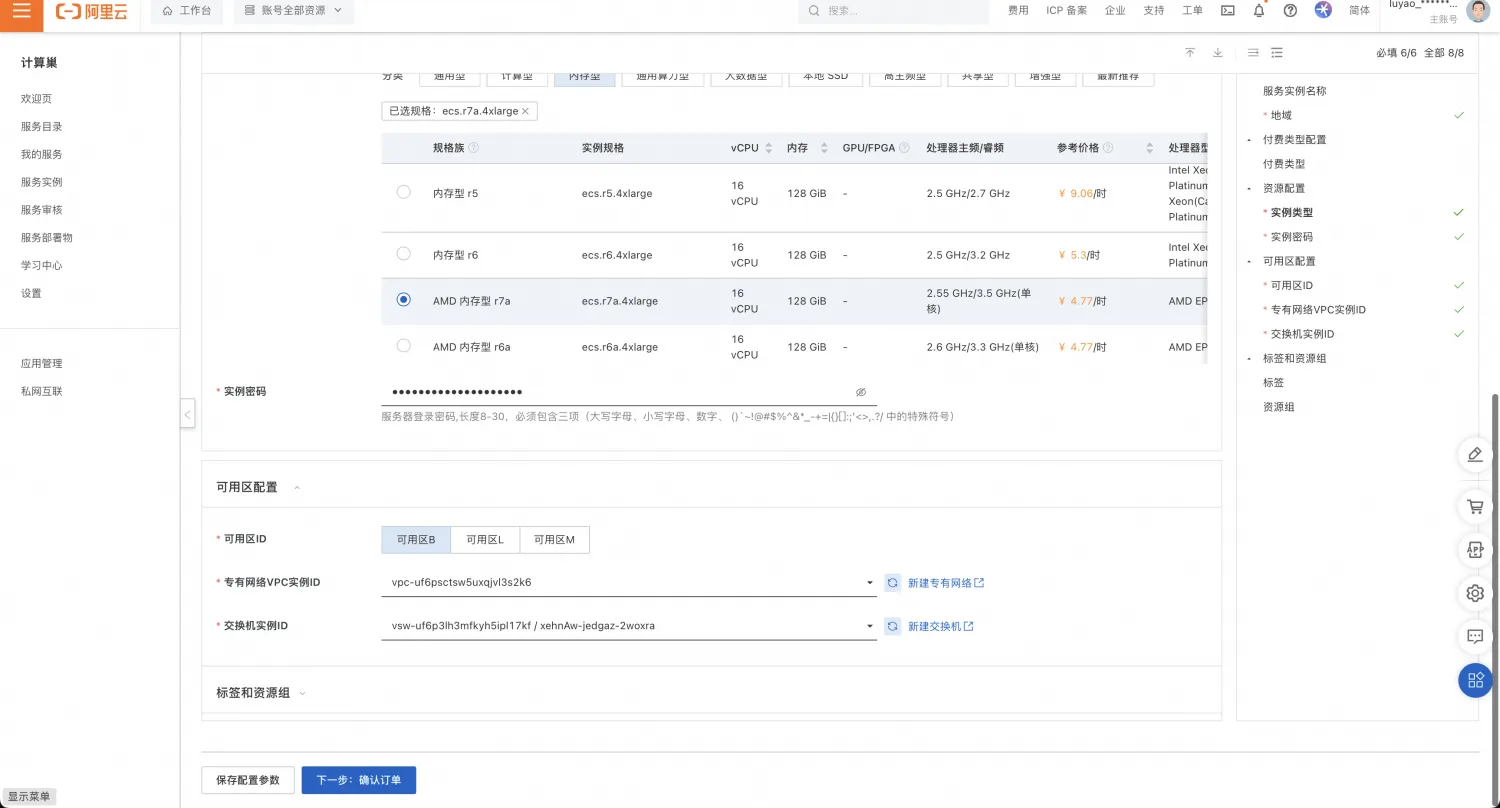 阿里云
工作台
账号全部资源
搜索...
费用
ICP 备案
企业
支持
工单
简体
luyao_******...
主账号
计算巢
欢迎页
服务目录
我的服务
服务实例
服务审核
服务部署物
学习中心
设置
应用管理
私网互联
显示菜单
必填 6/6 全部 8/8
分类
通用型
计算型
内存型
通用算力型
大数据型
本地 SSD
高主频型
共享型
增强型
最新推荐
已选规格: ecs.r7a.4xlarge
规格族 实例规格 vCPU 内存 GPU/FPGA 处理器主频/睿频 参考价格 处理器型
内存型 r5 ecs.r5.4xlarge 16 vCPU 128 GiB - 2.5 GHz/2.7 GHz ¥ 9.06/时
Intel Xeo
Platinum
Xeon(Ca
Platinum
内存型 r6 ecs.r6.4xlarge 16 vCPU 128 GiB - 2.5 GHz/3.2 GHz ¥ 5.3/时
Intel Xeo
Platinum
AMD 内存型 r7a ecs.r7a.4xlarge 16 vCPU 128 GiB - 2.55 GHz/3.5 GHz(单核) ¥ 4.77/时 AMD EP
AMD 内存型 r6a ecs.r6a.4xlarge 16 vCPU 128 GiB - 2.6 GHz/3.3 GHz(单核) ¥ 4.77/时 AMD EP
* 实例密码 ••••••••••••••••••••
服务器登录密码,长度8-30，必须包含三项（大写字母、小写字母、数字、 ()`~!@#$%^&*_-+=|{}[]:;'<>,.?/ 中的特殊符号）
可用区配置
* 可用区ID 可用区B 可用区L 可用区M
* 专有网络VPC实例ID vpc-uf6psctsw5uxqjvl3s2k6 新建专有网络
* 交换机实例ID vsw-uf6p3lh3mfkyh5ipl17kf / xehnAw-jedgaz-2woxra 新建交换机
标签和资源组
保存配置参数
下一步：确认订单
服务实例名称
* 地域
付费类型配置
付费类型
资源配置
* 实例类型
* 实例密码
可用区配置
* 可用区ID
* 专有网络VPC实例ID
* 交换机实例ID
标签和资源组
标签
资源组
APP